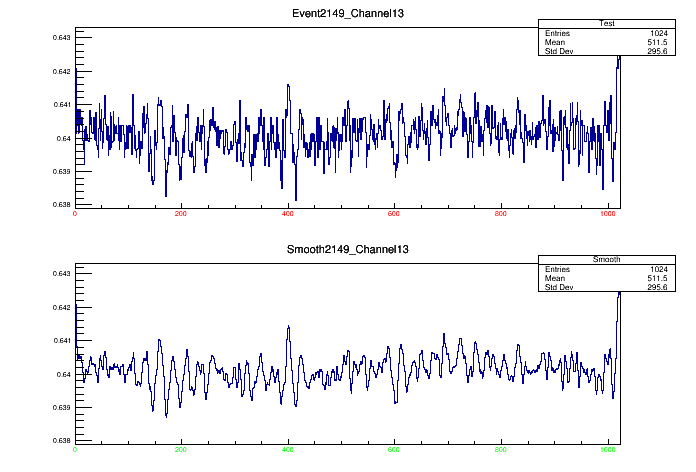 Event2149_Channel13
Test
Entries 1024
Mean 511.5
Std Dev 295.6
0.643
0.642
0.641
0.64
0.639
0.638
0 200 400 600 800 1000
Smooth2149_Channel13
Smooth
Entries 1024
Mean 511.5
Std Dev 295.6
0.643
0.642
0.641
0.64
0.639
0.638
0 200 400 600 800 1000